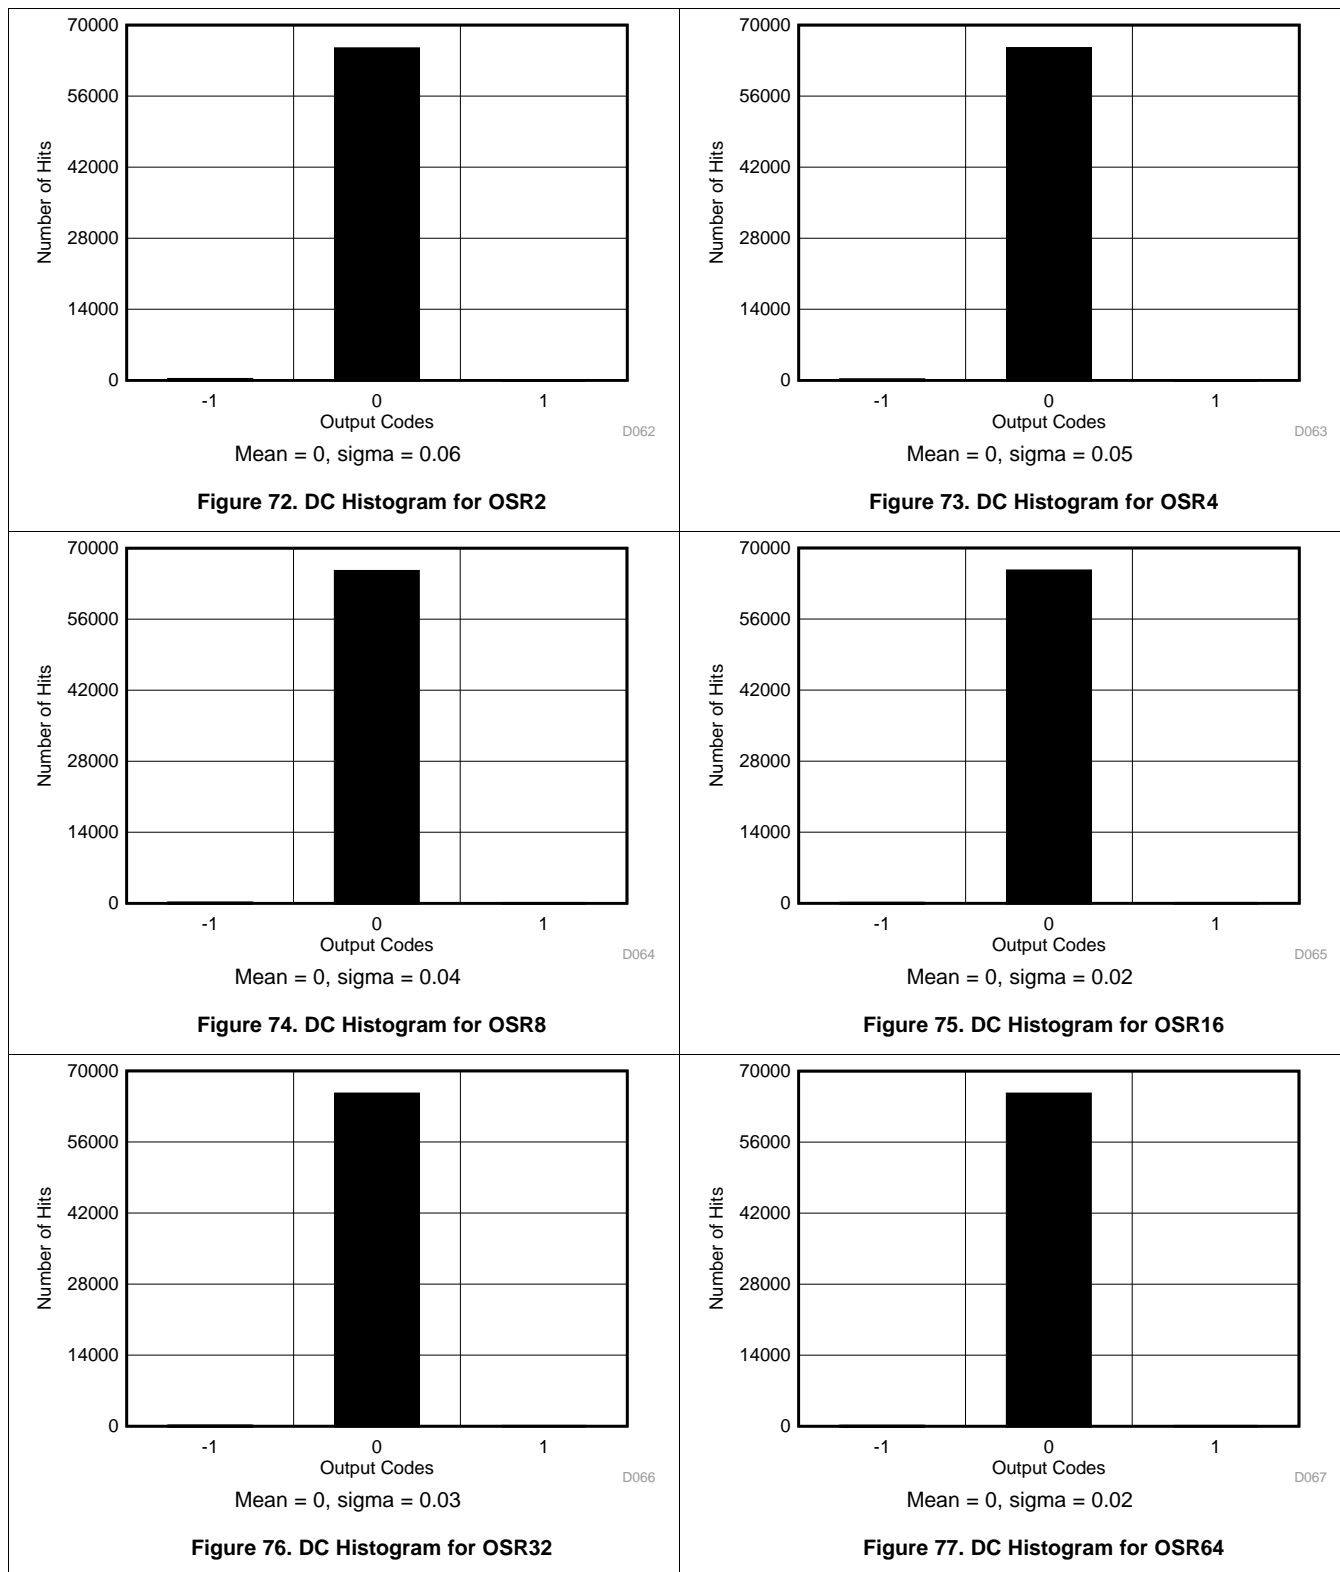 70000
56000
42000
28000
14000
0
Number of Hits
-1 0 1
Output Codes
D062
Mean = 0, sigma = 0.06
Figure 72. DC Histogram for OSR2
70000
56000
42000
28000
14000
0
Number of Hits
-1 0 1
Output Codes
D063
Mean = 0, sigma = 0.05
Figure 73. DC Histogram for OSR4
70000
56000
42000
28000
14000
0
Number of Hits
-1 0 1
Output Codes
D064
Mean = 0, sigma = 0.04
Figure 74. DC Histogram for OSR8
70000
56000
42000
28000
14000
0
Number of Hits
-1 0 1
Output Codes
D065
Mean = 0, sigma = 0.02
Figure 75. DC Histogram for OSR16
70000
56000
42000
28000
14000
0
Number of Hits
-1 0 1
Output Codes
D066
Mean = 0, sigma = 0.03
Figure 76. DC Histogram for OSR32
70000
56000
42000
28000
14000
0
Number of Hits
-1 0 1
Output Codes
D067
Mean = 0, sigma = 0.02
Figure 77. DC Histogram for OSR64